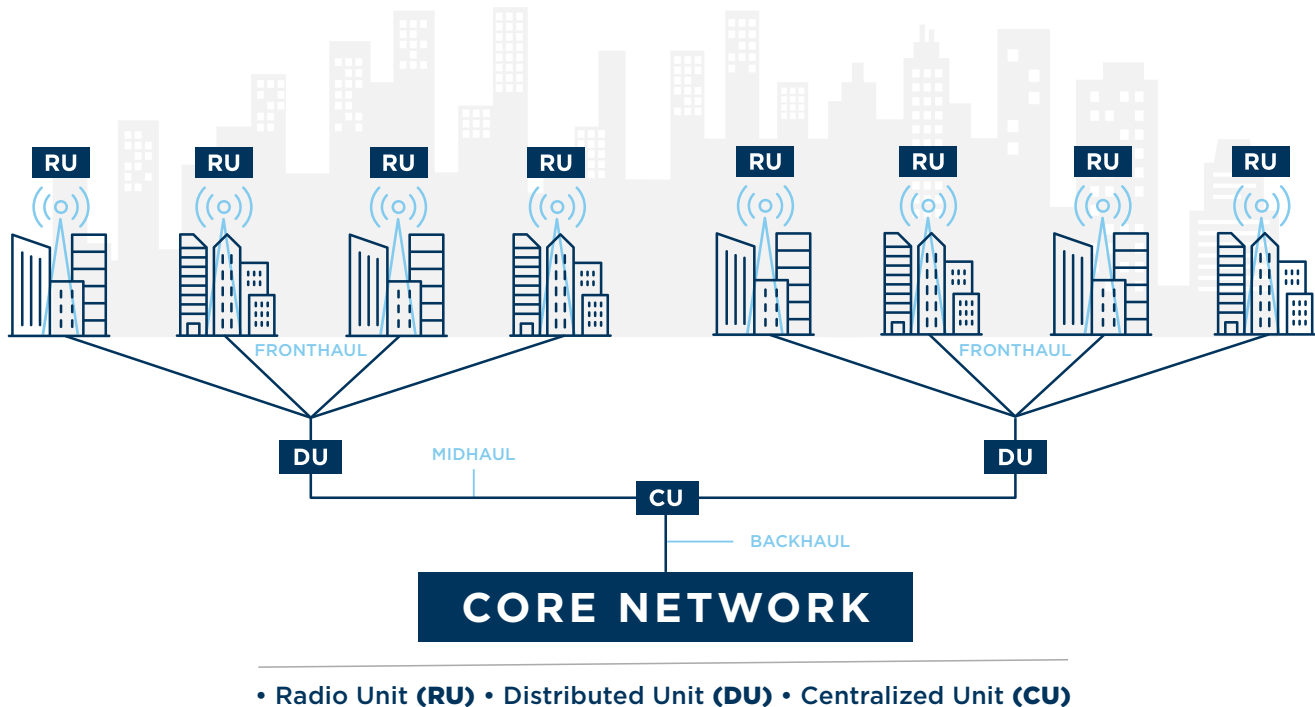 RU RU RU RU RU RU RU RU
FRONTHAUL FRONTHAUL
DU MIDHAUL DU
CU
BACKHAUL
CORE NETWORK
• Radio Unit (RU) • Distributed Unit (DU) • Centralized Unit (CU)